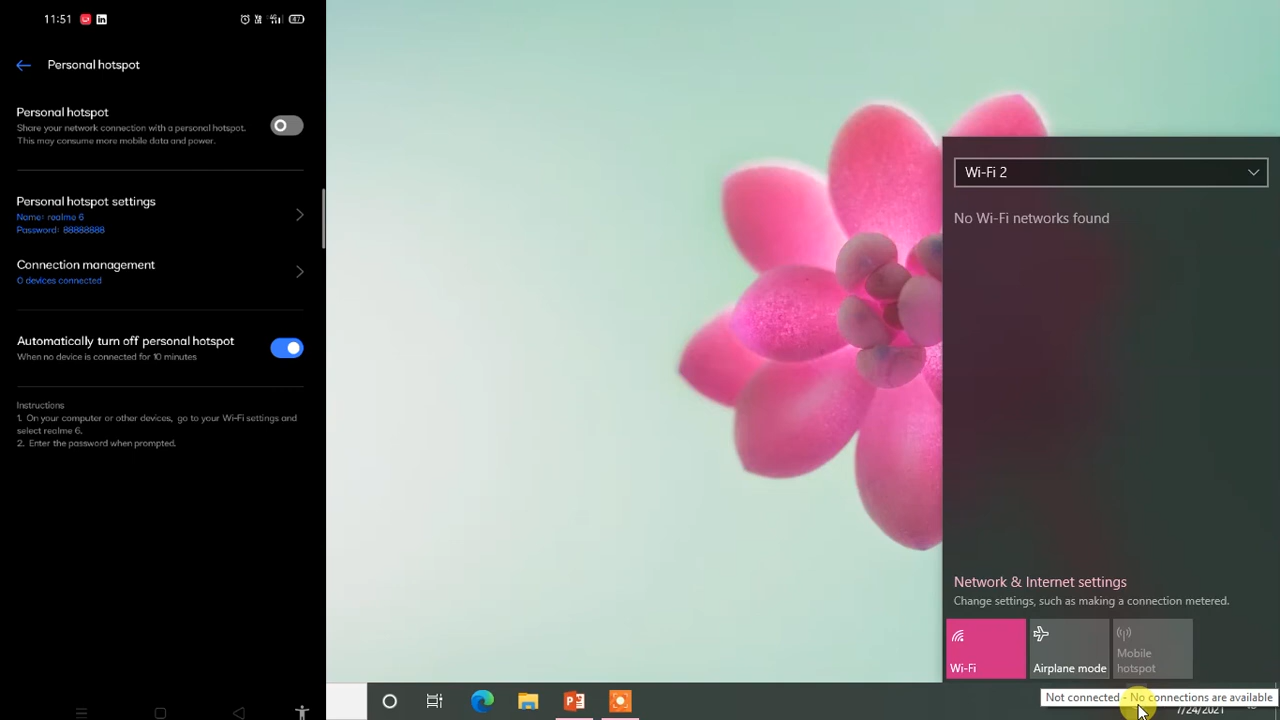 11:51
4G
47
Personal hotspot
Personal hotspot
Share your network connection with a personal hotspot.
This may consume more mobile data and power.
Personal hotspot settings
Name: realme 6
Password: 88888888
Connection management
0 devices connected
Automatically turn off personal hotspot
When no device is connected for 10 minutes
Instructions
1. On your computer or other devices, go to your Wi-Fi settings and
select realme 6.
2. Enter the password when prompted.
Wi-Fi 2
No Wi-Fi networks found
Network & Internet settings
Change settings, such as making a connection metered.
Wi-Fi
Airplane mode
Mobile
hotspot
Not connected - No connections are available
7/24/2021